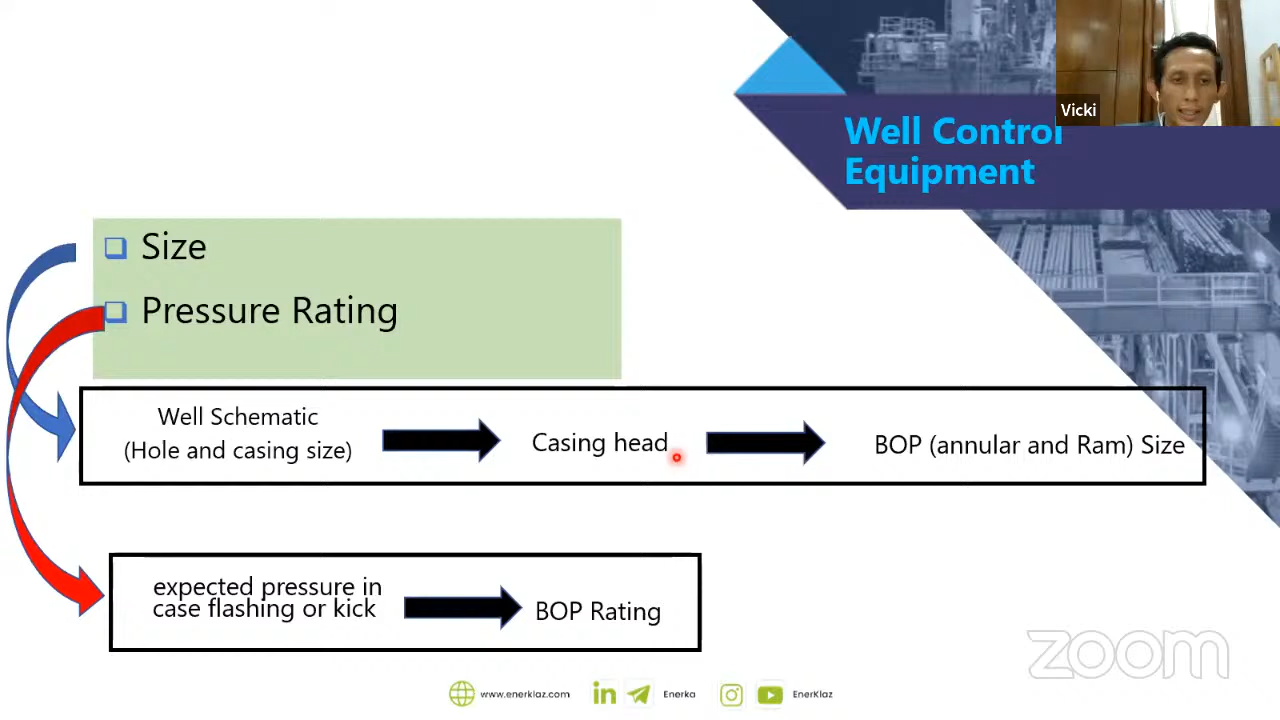 Vicki
Well Control
Equipment
Size
Pressure Rating
Well Schematic
(Hole and casing size)
Casing head
BOP (annular and Ram) Size
expected pressure in
case flashing or kick
BOP Rating
zoom
www.enerklaz.com
in
Enerka
EnerKlaz